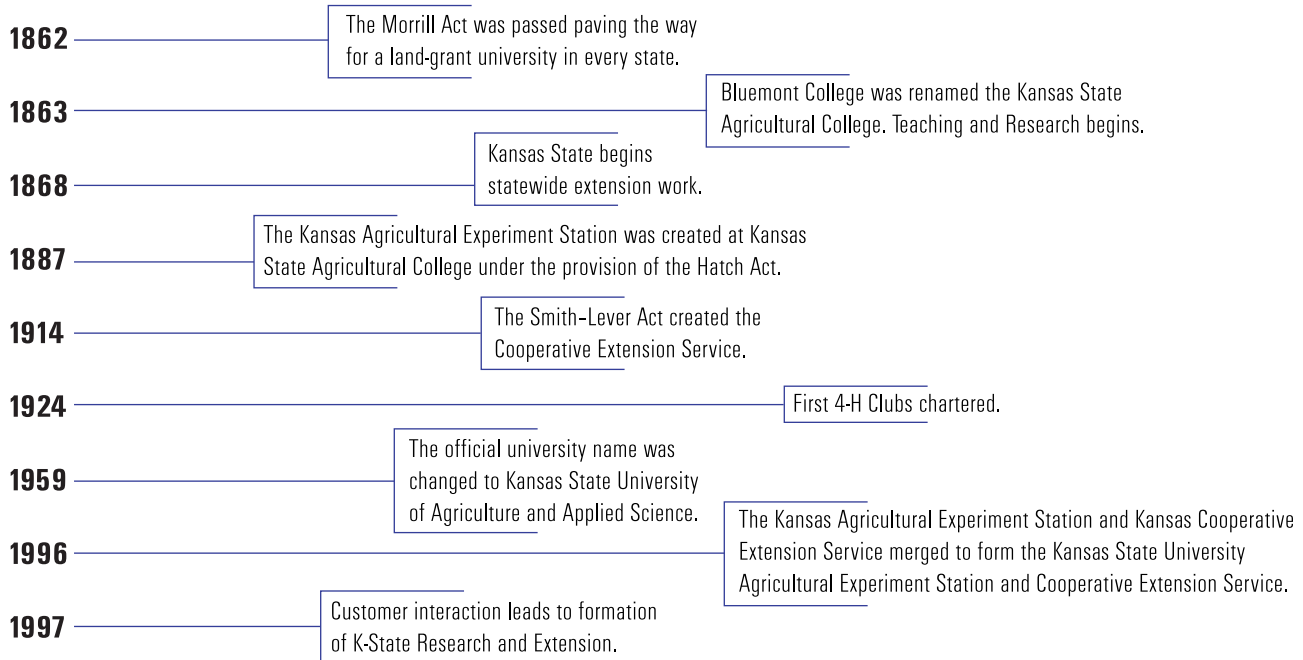 1862
The Morrill Act was passed paving the way
for a land-grant university in every state.
1863
Bluemont College was renamed the Kansas State
Agricultural College. Teaching and Research begins.
1868
Kansas State begins
statewide extension work.
1887
The Kansas Agricultural Experiment Station was created at Kansas
State Agricultural College under the provision of the Hatch Act.
1914
The Smith-Lever Act created the
Cooperative Extension Service.
1924
First 4-H Clubs chartered.
1959
The official university name was
changed to Kansas State University
of Agriculture and Applied Science.
1996
The Kansas Agricultural Experiment Station and Kansas Cooperative
Extension Service merged to form the Kansas State University
Agricultural Experiment Station and Cooperative Extension Service.
1997
Customer interaction leads to formation
of K-State Research and Extension.